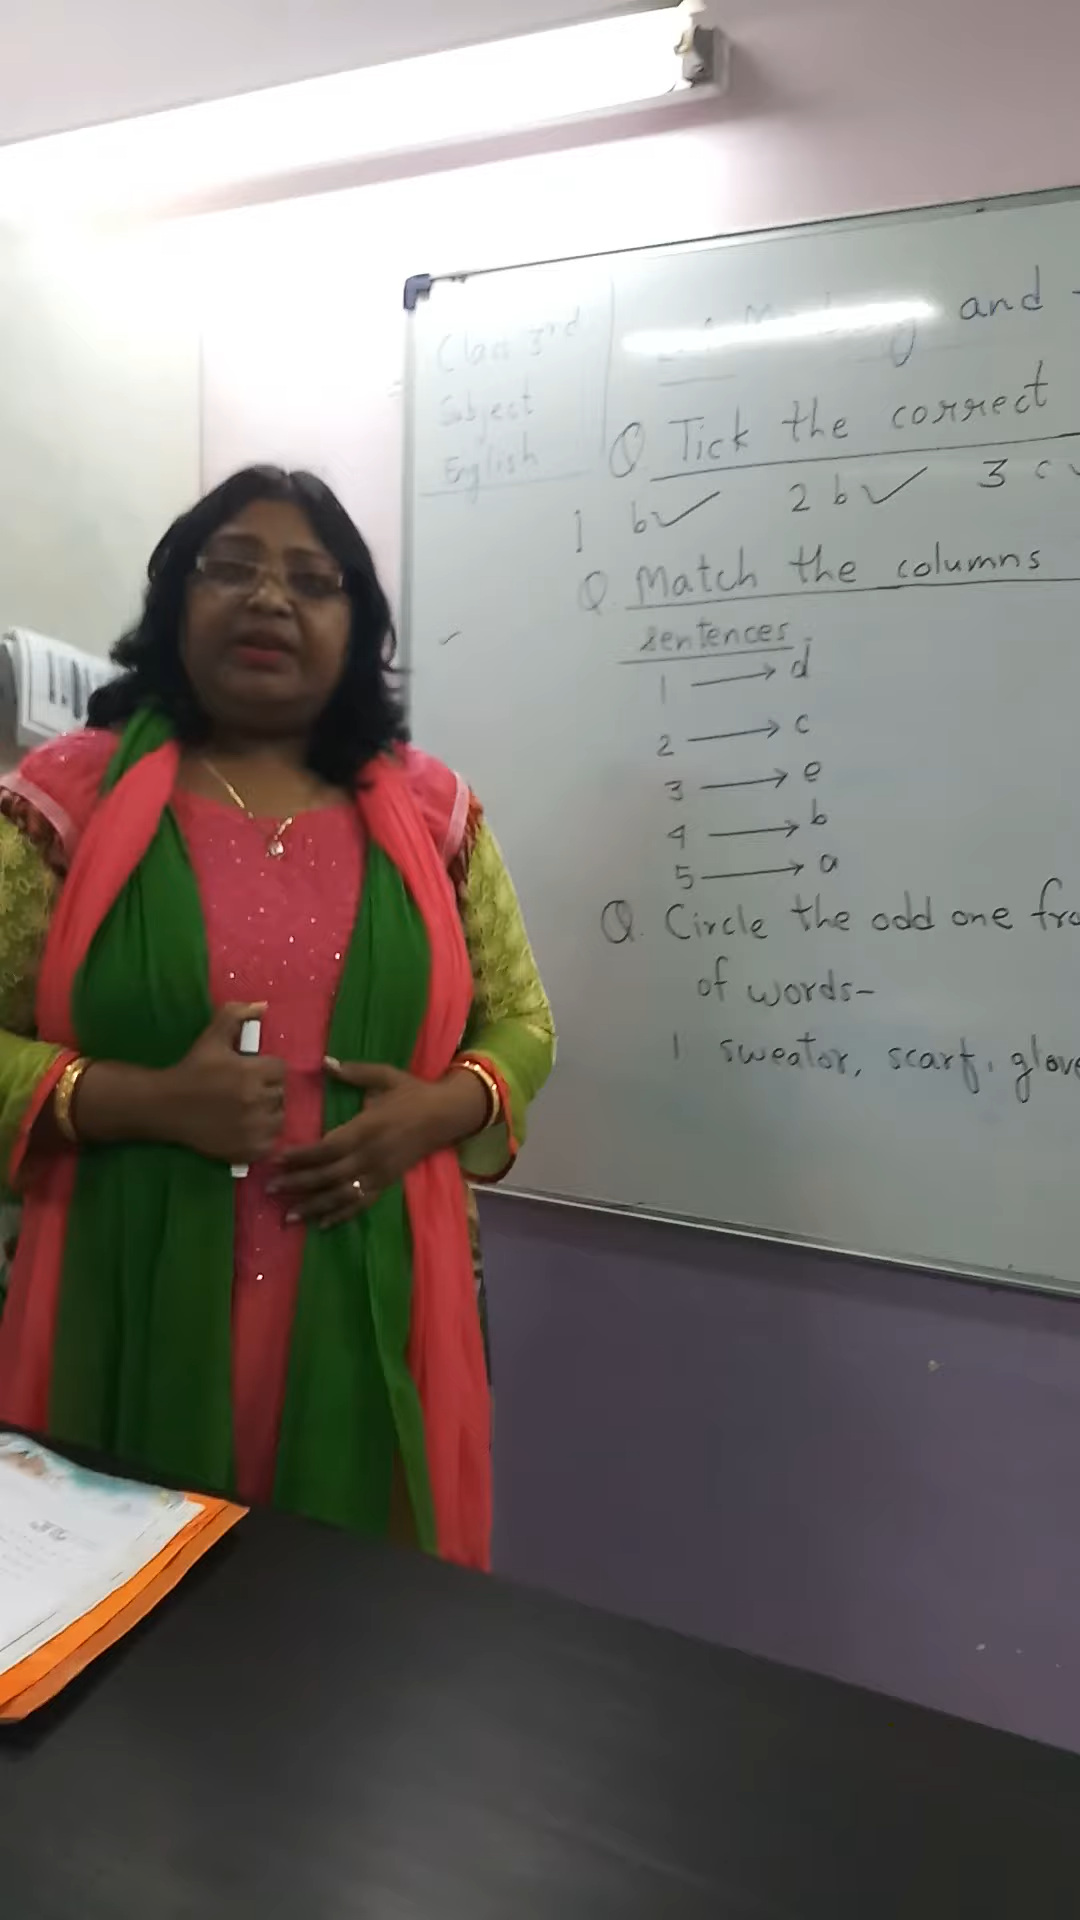 Class 3rd
Subject
English
and
Q Tick the correct
1 b✓ 2 b✓ 3 c
Q. Match the columns
sentences
1 → d
2 → c
3 → e
4 → b
5 → a
Q. Circle the odd one fro
of words-
1 sweator, scarf, glove